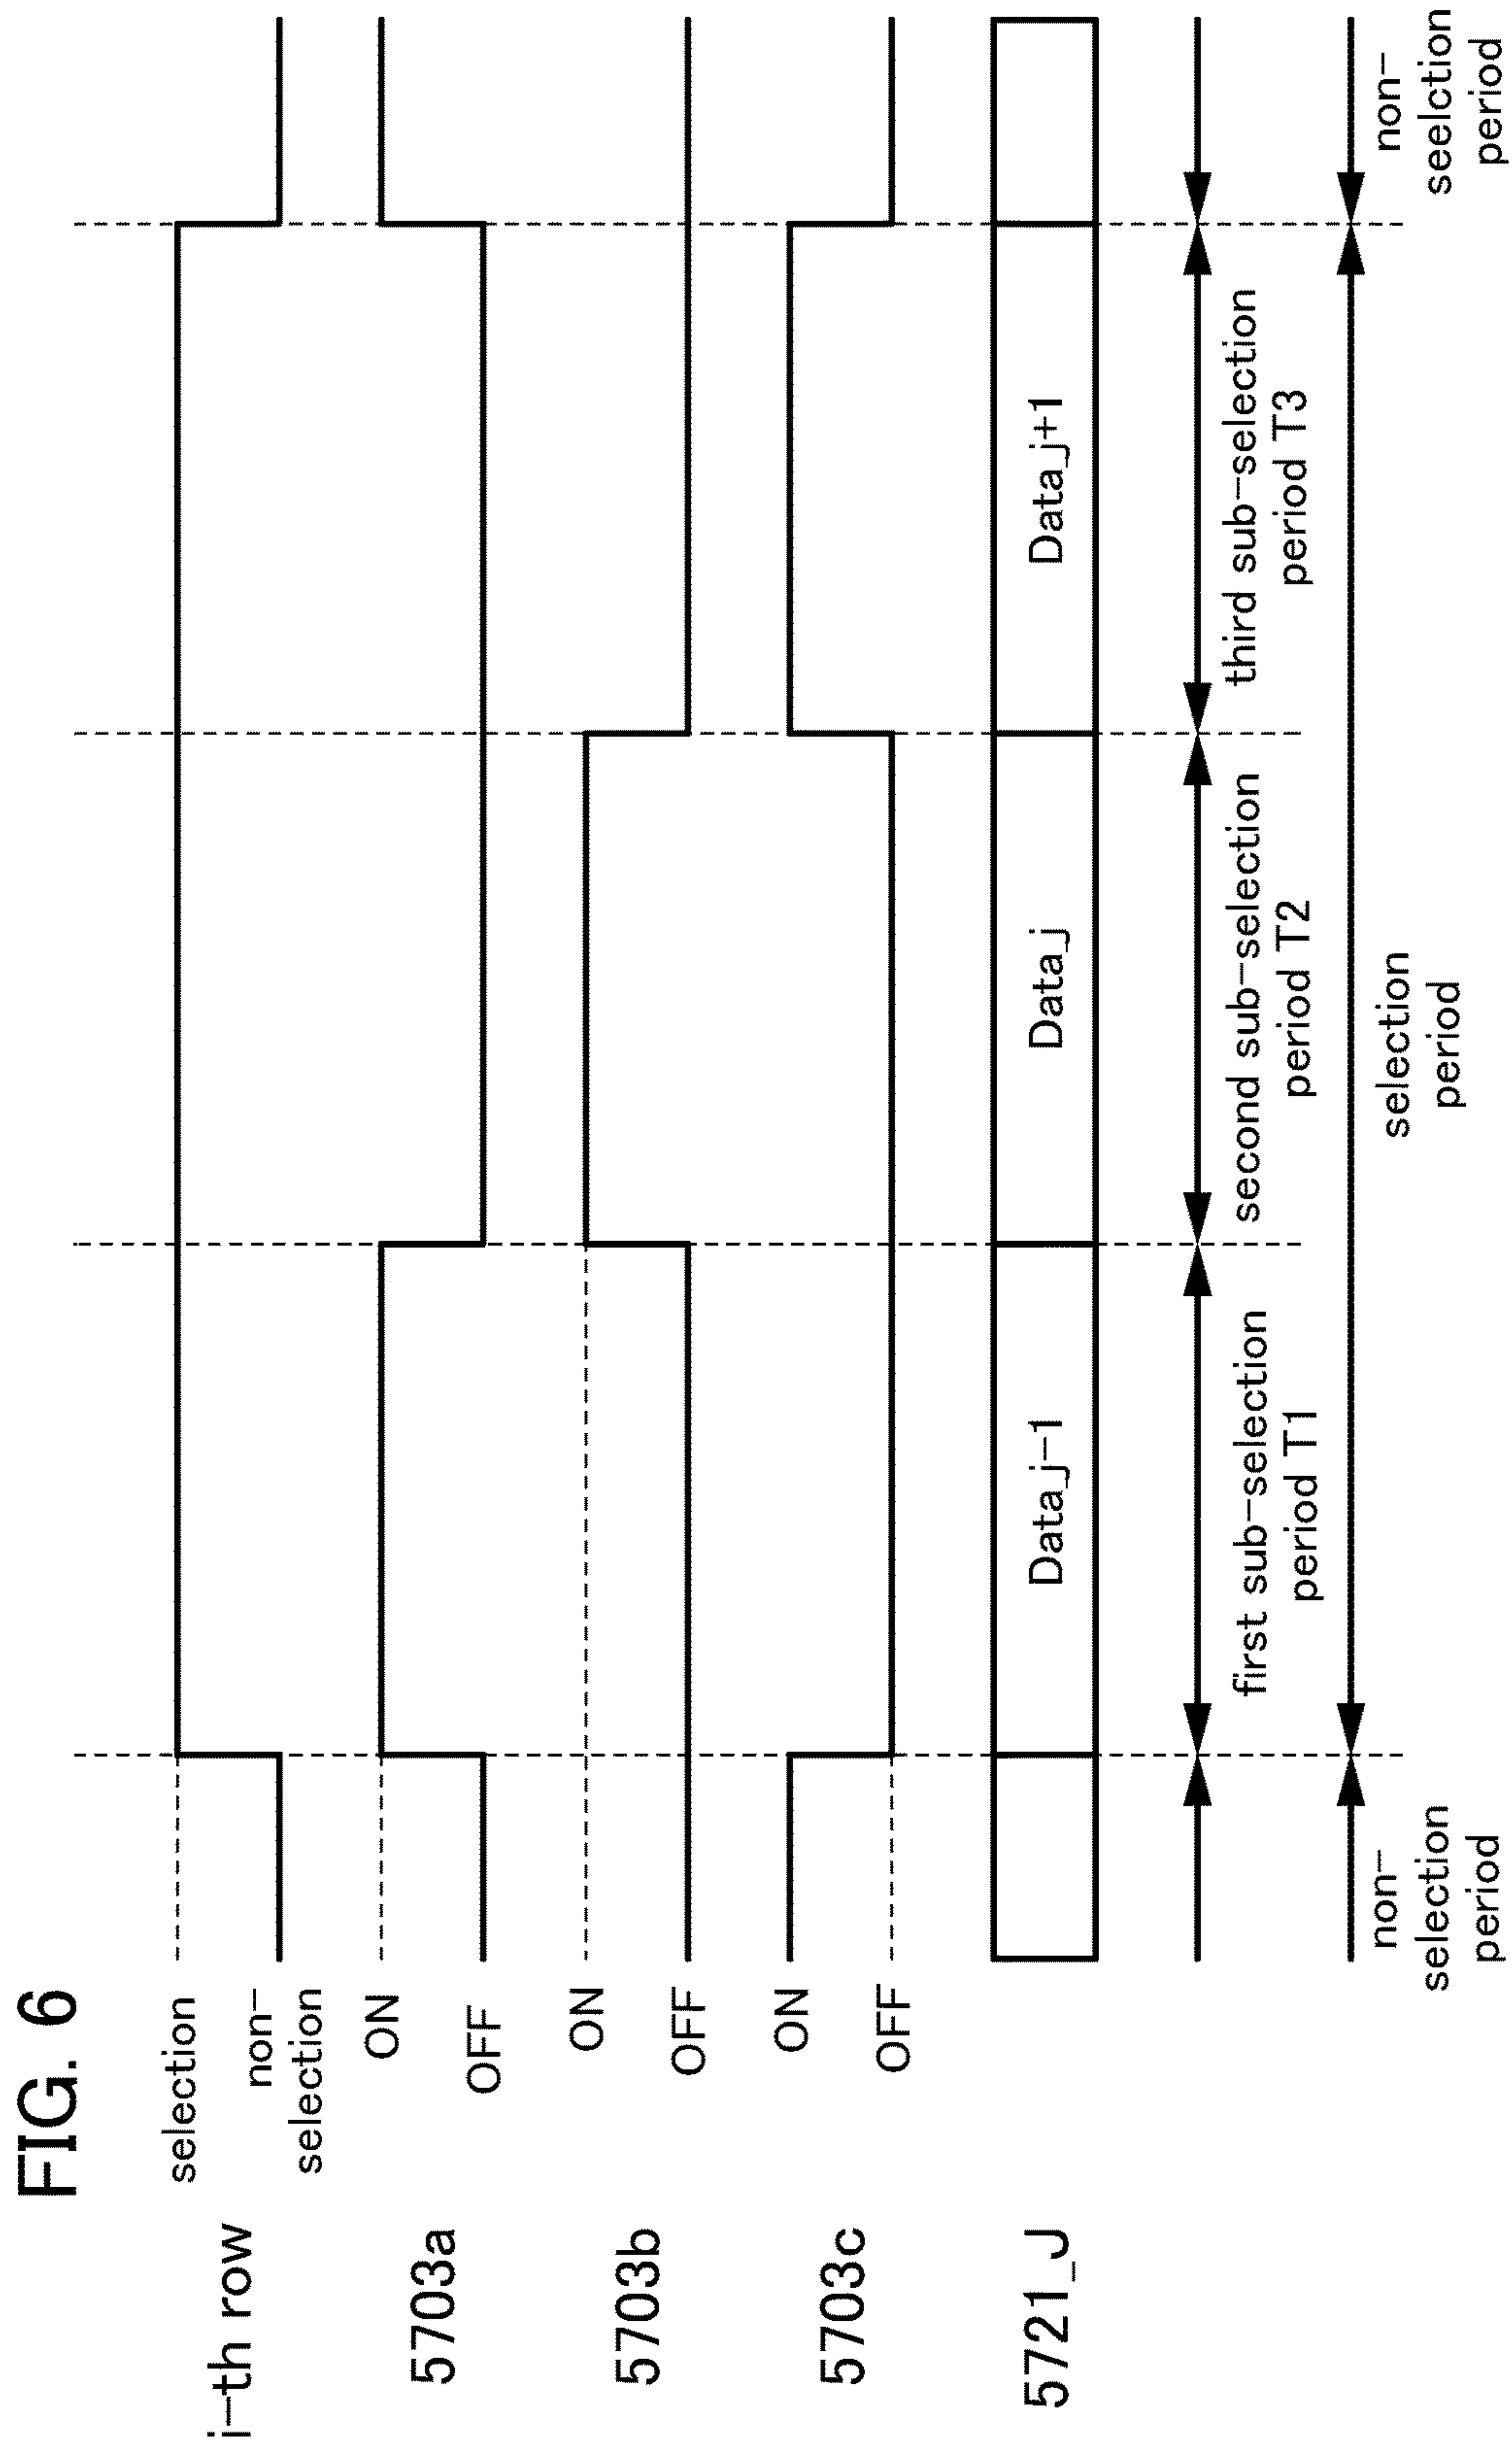 FIG. 6
selection
i-th row
non-
selection
ON
5703a
OFF
ON
5703b
OFF
ON
5703c
OFF
5721_J
Data_j-1
Data_j
Data_j+1
first sub-selection
period T1
second sub-selection
period T2
third sub-selection
period T3
non-
selection
period
selection
period
non-
seelction
period